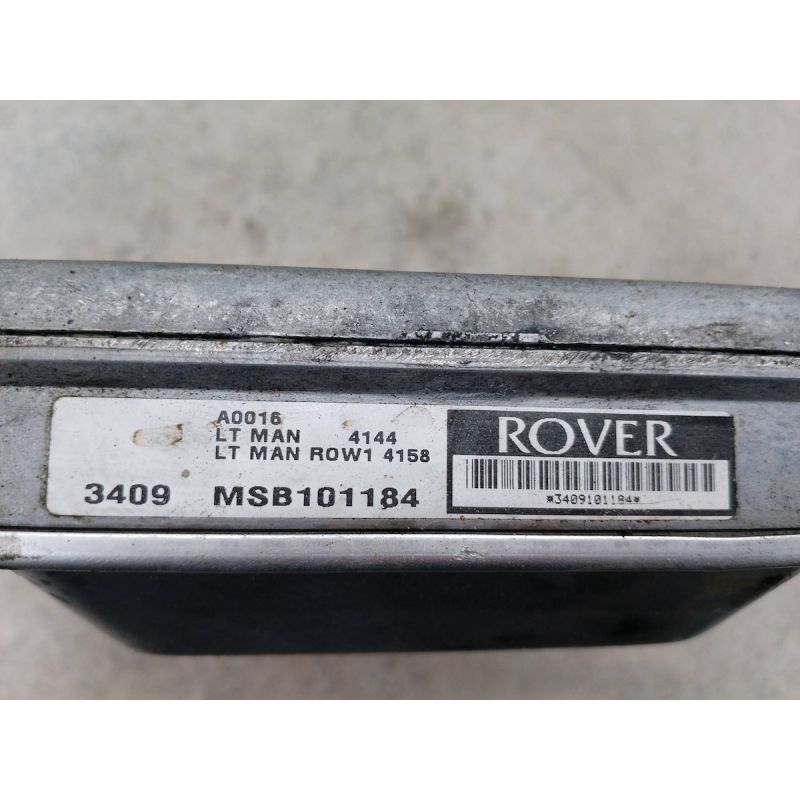 A0016
LT MAN 4144
LT MAN ROW1 4158
3409 MSB101184
ROVER
*3409101184*